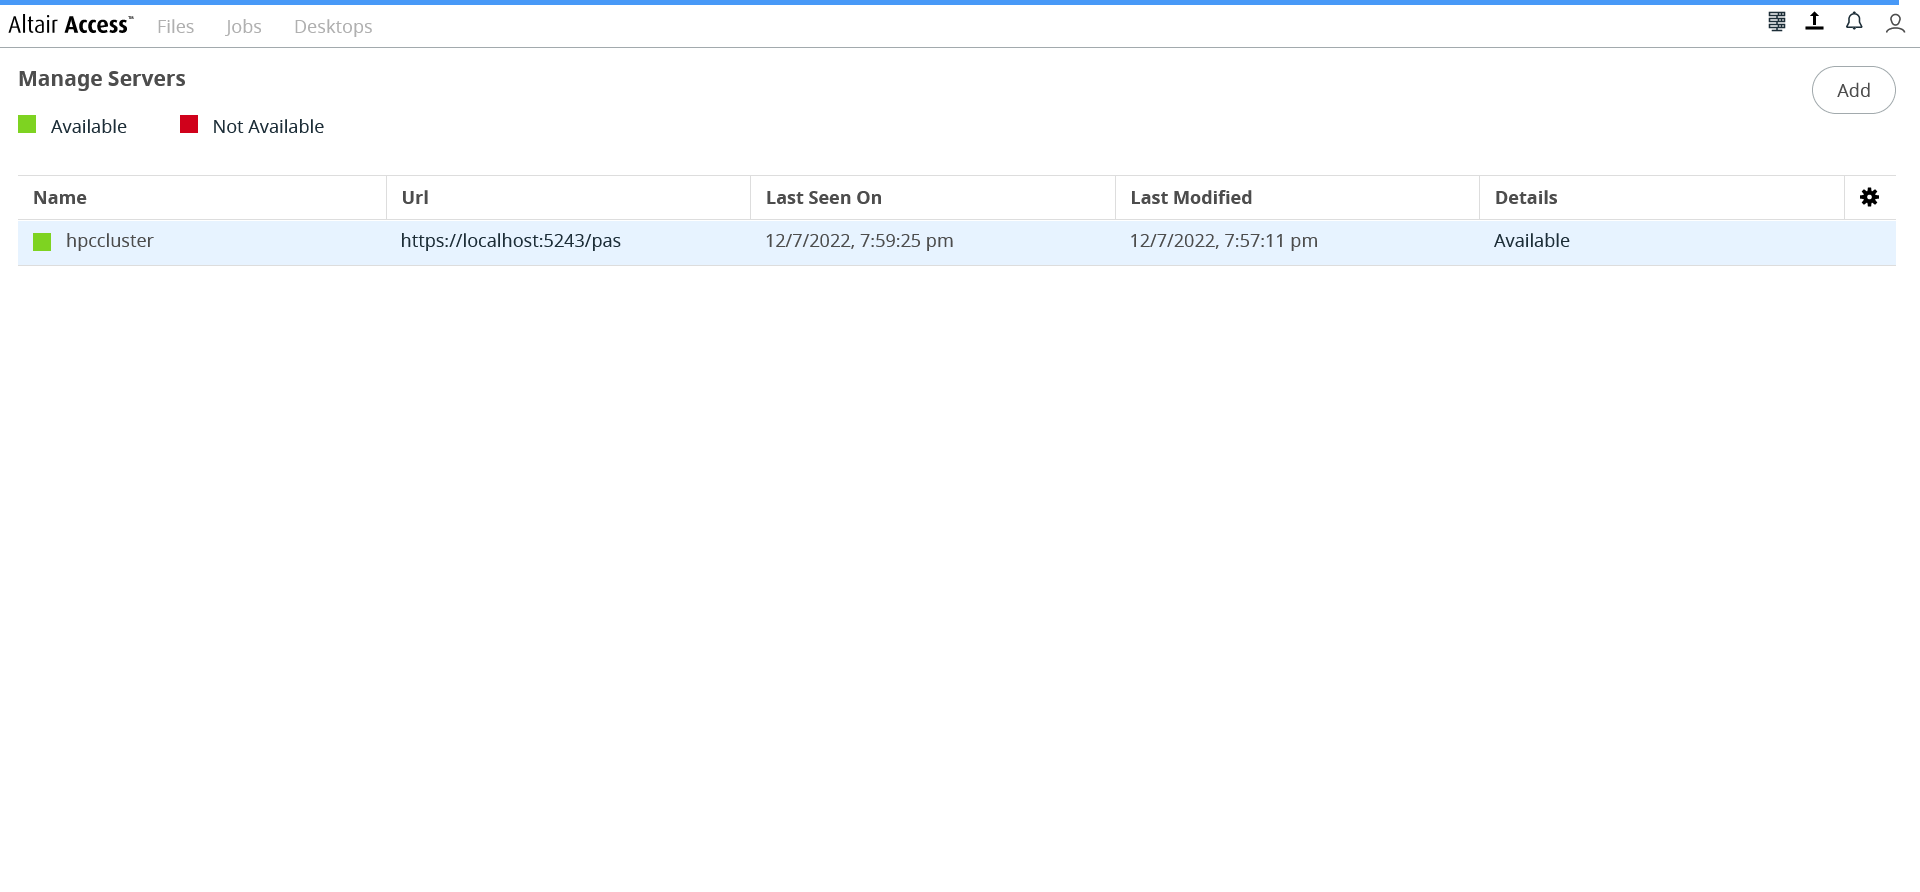 Altair Access™ Files Jobs Desktops
Manage Servers
Add
Available Not Available
Name Url Last Seen On Last Modified Details
hpccluster https://localhost:5243/pas 12/7/2022, 7:59:25 pm 12/7/2022, 7:57:11 pm Available